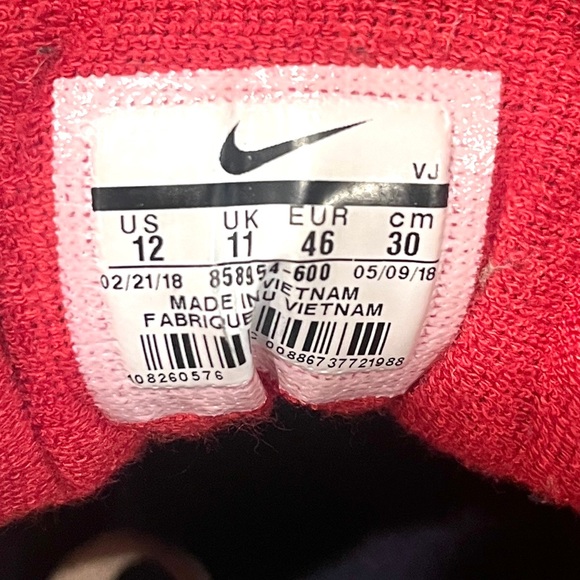 VJ
US UK EUR cm
12 11 46 30
02/21/18 858954-600 05/09/18
MADE IN VIETNAM
FABRIQUE U VIETNAM
108260576 00886737721988